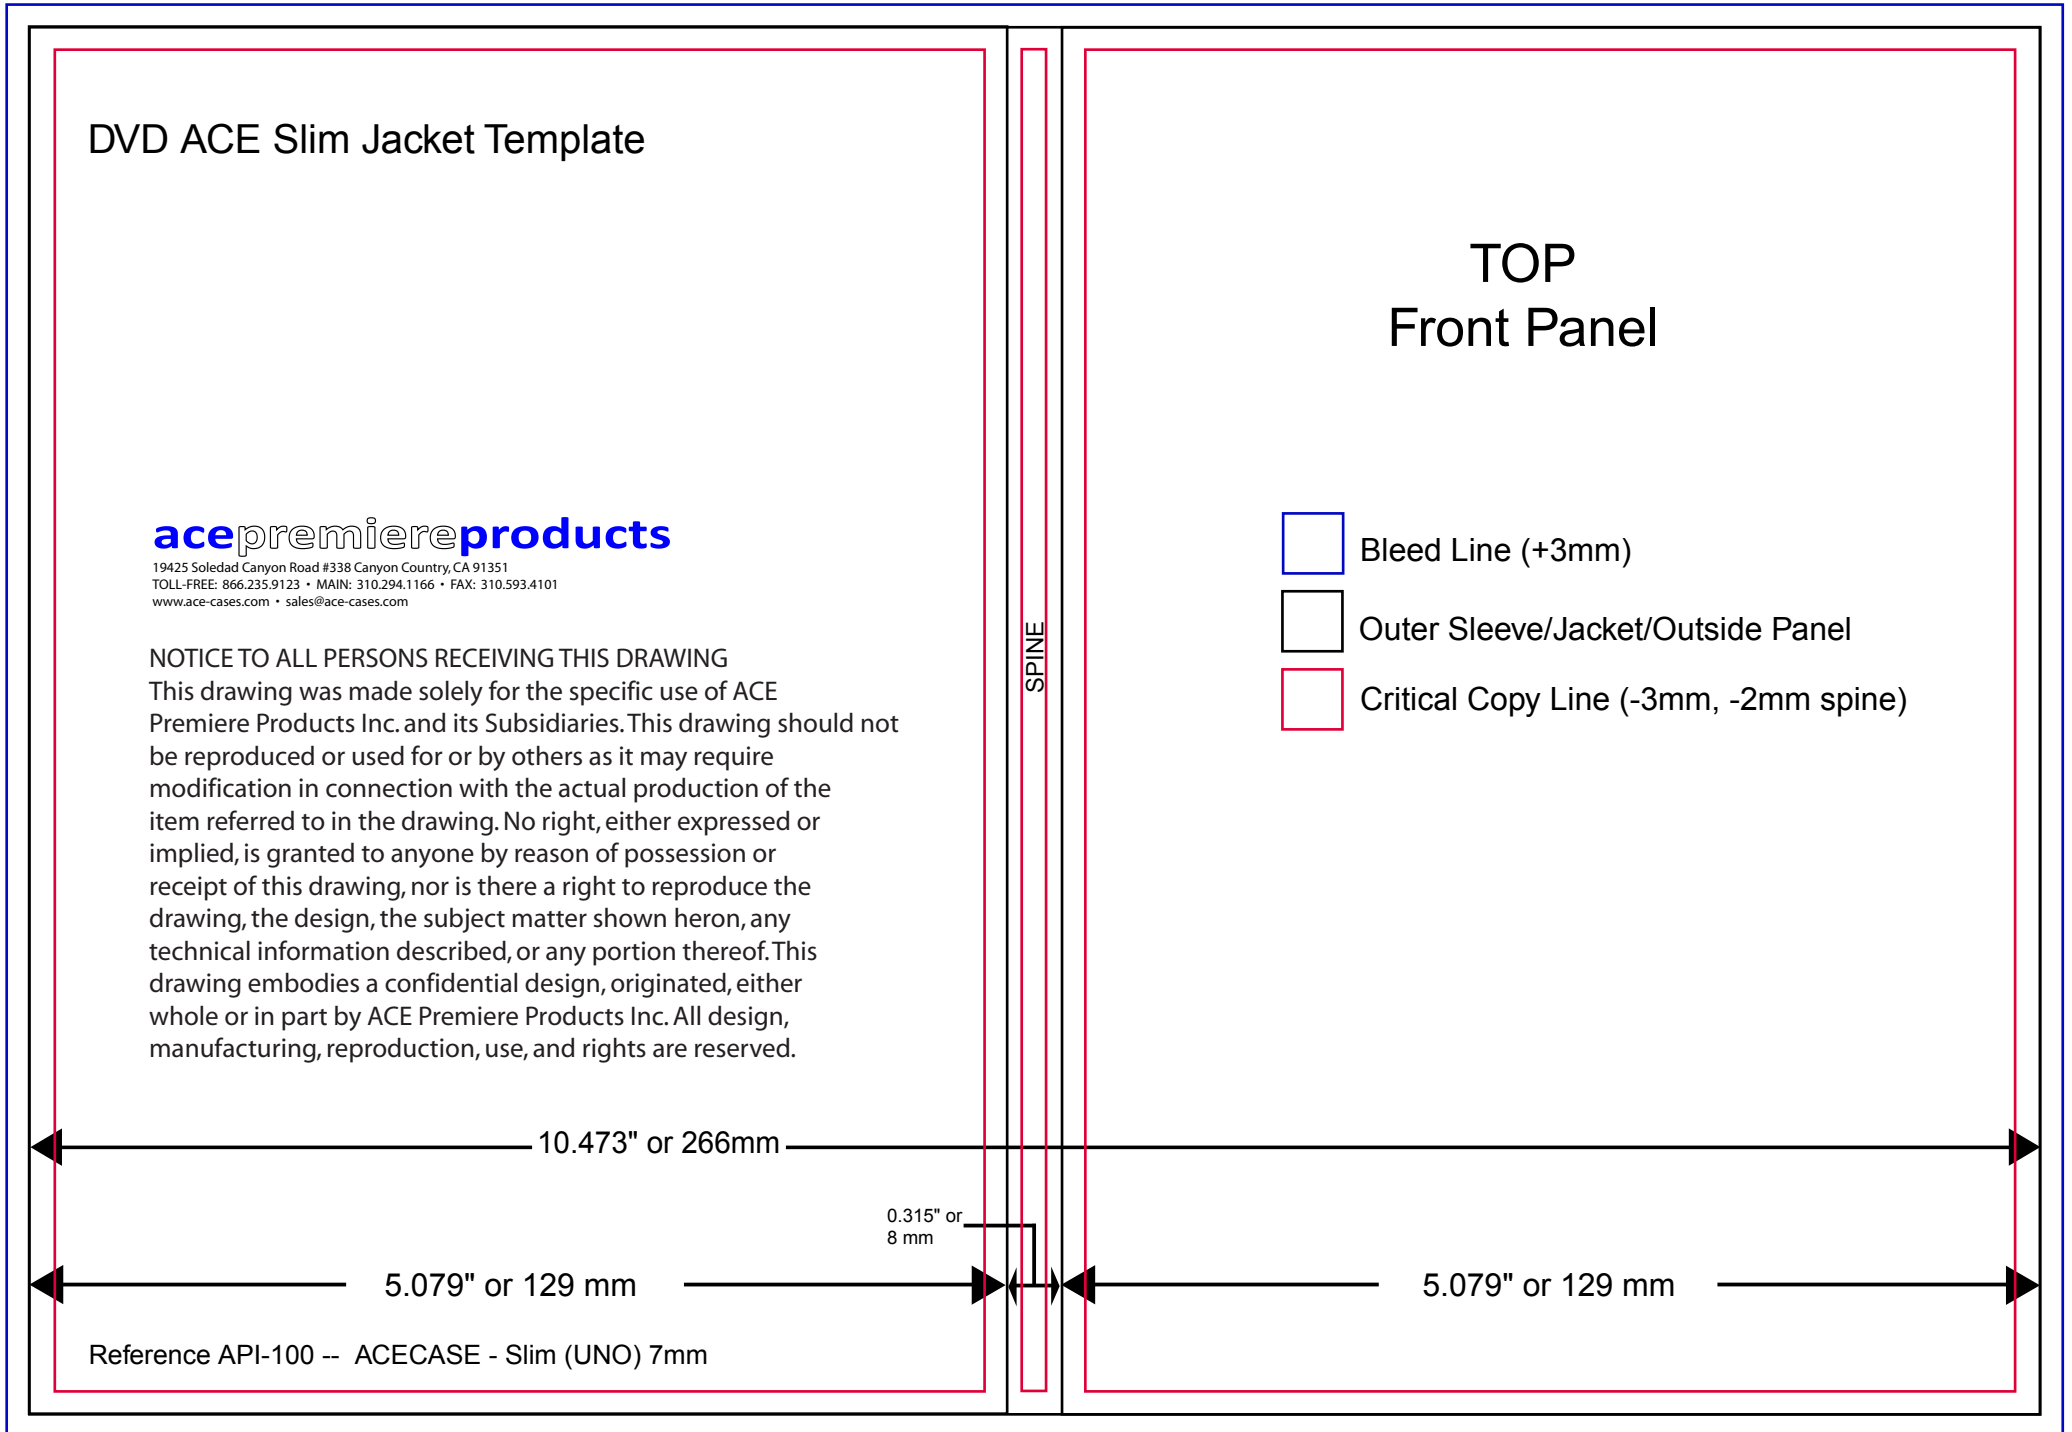 DVD ACE Slim Jacket Template
acepremiereproducts
19425 Soledad Canyon Road #338 Canyon Country, CA 91351
TOLL-FREE: 866.235.9123 • MAIN: 310.294.1166 • FAX: 310.593.4101
www.ace-cases.com • sales@ace-cases.com
NOTICE TO ALL PERSONS RECEIVING THIS DRAWING
This drawing was made solely for the specific use of ACE
Premiere Products Inc. and its Subsidiaries. This drawing should not
be reproduced or used for or by others as it may require
modification in connection with the actual production of the
item referred to in the drawing. No right, either expressed or
implied, is granted to anyone by reason of possession or
receipt of this drawing, nor is there a right to reproduce the
drawing, the design, the subject matter shown heron, any
technical information described, or any portion thereof. This
drawing embodies a confidential design, originated, either
whole or in part by ACE Premiere Products Inc. All design,
manufacturing, reproduction, use, and rights are reserved.
10.473" or 266mm
0.315" or
8 mm
5.079" or 129 mm
Reference API-100 -- ACECASE - Slim (UNO) 7mm
SPINE
TOP
Front Panel
Bleed Line (+3mm)
Outer Sleeve/Jacket/Outside Panel
Critical Copy Line (-3mm, -2mm spine)
5.079" or 129 mm